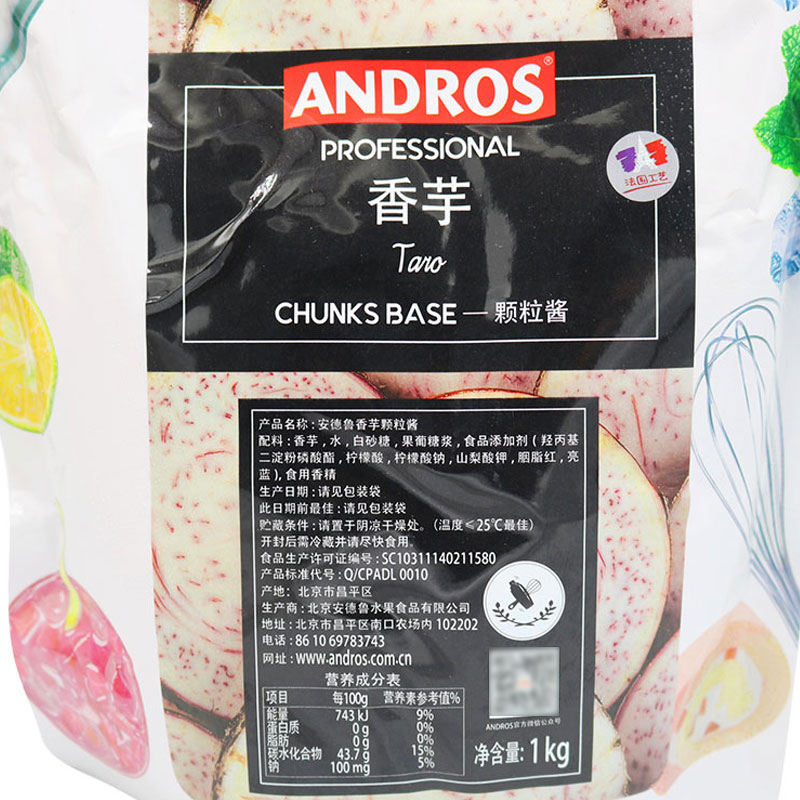 ANDROS®
PROFESSIONAL
香芋
法国工艺
Taro
CHUNKS BASE — 颗粒酱
产品名称：安德鲁香芋颗粒酱
配料：香芋，水，白砂糖，果葡糖浆，食品添加剂（羟丙基
二淀粉磷酸酯，柠檬酸，柠檬酸钠，山梨酸钾，胭脂红，亮
蓝），食用香精
生产日期：请见包装袋
此日期前最佳：请见包装袋
贮藏条件：请置于阴凉干燥处。（温度≤25℃最佳）
开封后需冷藏并请尽快食用。
食品生产许可证编号：SC10311140211580
产品标准代号：Q/CPADL 0010
产地：北京市昌平区
生产商：北京安德鲁水果食品有限公司
地址：北京市昌平区南口农场内 102202
电话：86 10 69783743
网址：www.andros.com.cn
营养成分表
项目 每100g 营养素参考值%
能量 743 kJ 9%
蛋白质 0 g 0%
脂肪 0 g 0%
碳水化合物 43.7 g 15%
钠 100 mg 5%
ANDROS官方微信公众号
净含量：1 kg